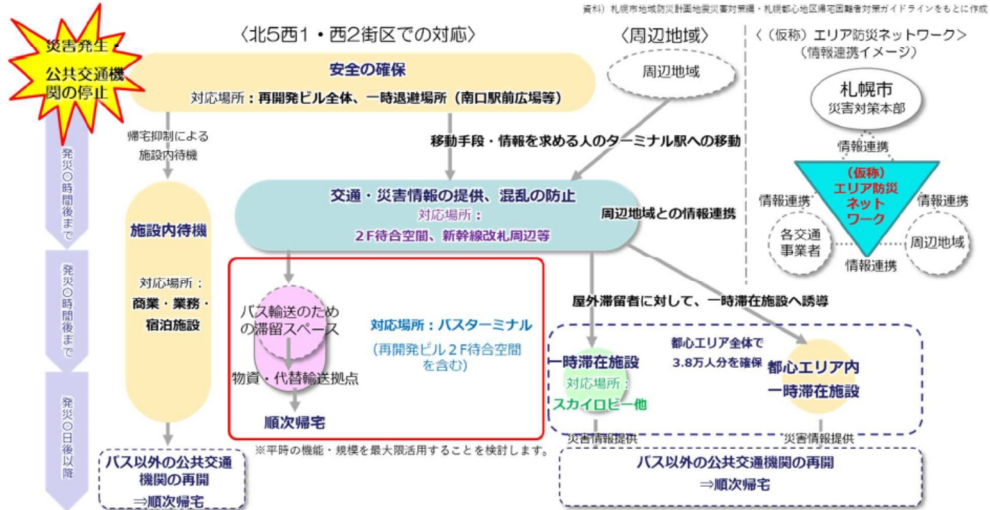 資料）札幌市地域防災計画地震災害対策編・札幌都心地区帰宅困難者対策ガイドラインをもとに作成
災害発生・
公共交通機
関の停止
〈北5西1・西2街区での対応〉
〈周辺地域〉
〈（仮称）エリア防災ネットワーク〉
（情報連携イメージ）
安全の確保
対応場所：再開発ビル全体、一時退避場所（南口駅前広場等）
周辺地域
札幌市
災害対策本部
帰宅抑制による
施設内待機
移動手段・情報を求める人のターミナル駅への移動
情報連携
（仮称）
エリア防災
ネット
ワーク
情報連携
情報連携
各交通
事業者
周辺地域
情報連携
発災〇時間後まで
交通・災害情報の提供、混乱の防止
対応場所：
２F待合空間、新幹線改札周辺等
周辺地域との情報連携
施設内待機
対応場所：
商業・業務・
宿泊施設
発災〇時間後まで
バス輸送のため
の滞留スペース
物資・代替輸送拠点
順次帰宅
対応場所：バスターミナル
（再開発ビル２F待合空間
を含む）
屋外滞留者に対して、一時滞在施設へ誘導
都心エリア全体で
3.8万人分を確保
一時滞在施設
対応場所：
スカイロビー他
都心エリア内
一時滞在施設
発災〇日後以降
※平時の機能・規模を最大限活用することを検討します。
災害情報提供
災害情報提供
バス以外の公共交通
機関の再開
⇒順次帰宅
バス以外の公共交通機関の再開
⇒順次帰宅